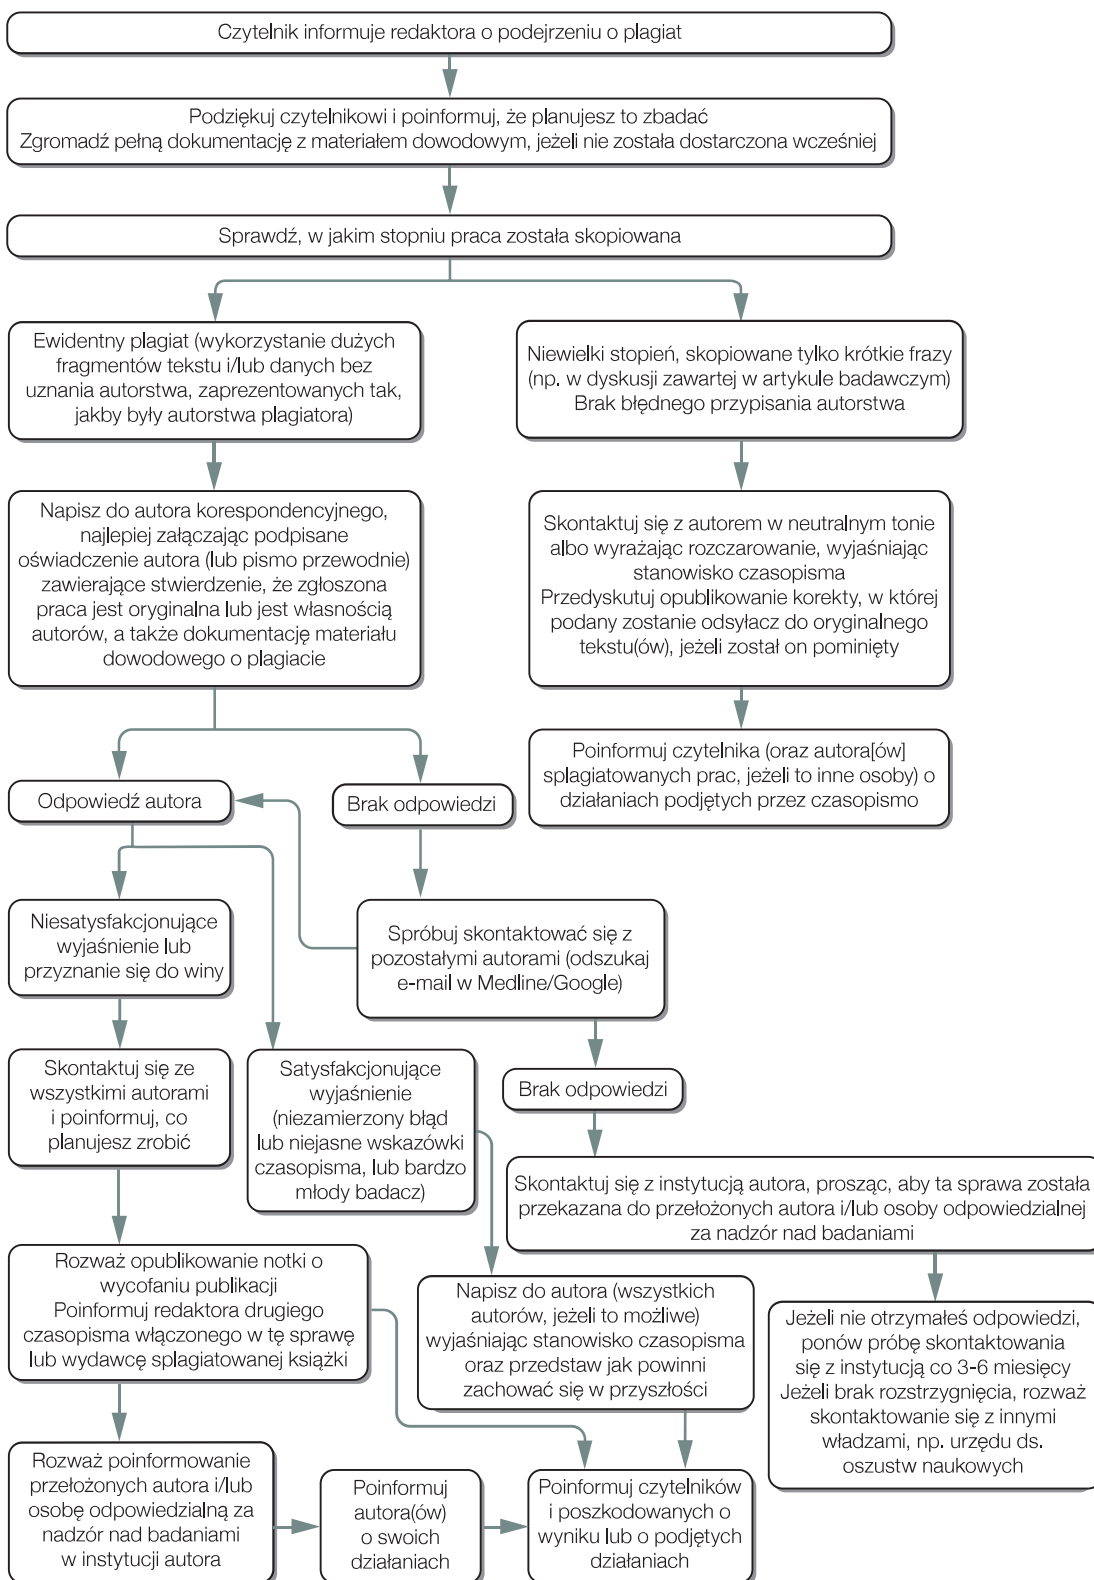 Czytelnik informuje redaktora o podejrzeniu o plagiat
Podziękuj czytelnikowi i poinformuj, że planujesz to zbadać
Zgromadź pełną dokumentację z materiałem dowodowym, jeżeli nie została dostarczona wcześniej
Sprawdź, w jakim stopniu praca została skopiowana
Ewidentny plagiat (wykorzystanie dużych
fragmentów tekstu i/lub danych bez
uznania autorstwa, zaprezentowanych tak,
jakby były autorstwa plagiatora)
Niewielki stopień, skopiowane tylko krótkie frazy
(np. w dyskusji zawartej w artykule badawczym)
Brak błędnego przypisania autorstwa
Napisz do autora korespondencyjnego,
najlepiej załączając podpisane
oświadczenie autora (lub pismo przewodnie)
zawierające stwierdzenie, że zgłoszona
praca jest oryginalna lub jest własnością
autorów, a także dokumentację materiału
dowodowego o plagiacie
Skontaktuj się z autorem w neutralnym tonie
albo wyrażając rozczarowanie, wyjaśniając
stanowisko czasopisma
Przedyskutuj opublikowanie korekty, w której
podany zostanie odsyłacz do oryginalnego
tekstu(ów), jeżeli został on pominięty
Poinformuj czytelnika (oraz autora[ów]
splagiatowanych prac, jeżeli to inne osoby) o
działaniach podjętych przez czasopismo
Odpowiedź autora
Brak odpowiedzi
Niesatysfakcjonujące
wyjaśnienie lub
przyznanie się do winy
Spróbuj skontaktować się z
pozostałymi autorami (odszukaj
e-mail w Medline/Google)
Skontaktuj się ze
wszystkimi autorami
i poinformuj, co
planujesz zrobić
Satysfakcjonujące
wyjaśnienie
(niezamierzony błąd
lub niejasne wskazówki
czasopisma, lub bardzo
młody badacz)
Brak odpowiedzi
Skontaktuj się z instytucją autora, prosząc, aby ta sprawa została
przekazana do przełożonych autora i/lub osoby odpowiedzialnej
za nadzór nad badaniami
Rozważ opublikowanie notki o
wycofaniu publikacji
Poinformuj redaktora drugiego
czasopisma włączonego w tę sprawę
lub wydawcę splagiatowanej książki
Napisz do autora (wszystkich
autorów, jeżeli to możliwe)
wyjaśniając stanowisko czasopisma
oraz przedstaw jak powinni
zachować się w przyszłości
Jeżeli nie otrzymałeś odpowiedzi,
ponów próbę skontaktowania
się z instytucją co 3-6 miesięcy
Jeżeli brak rozstrzygnięcia, rozważ
skontaktowanie się z innymi
władzami, np. urzędu ds.
oszustw naukowych
Rozważ poinformowanie
przełożonych autora i/lub
osobę odpowiedzialną za
nadzór nad badaniami
w instytucji autora
Poinformuj
autora(ów)
o swoich
działaniach
Poinformuj czytelników
i poszkodowanych o
wyniku lub o podjętych
działaniach